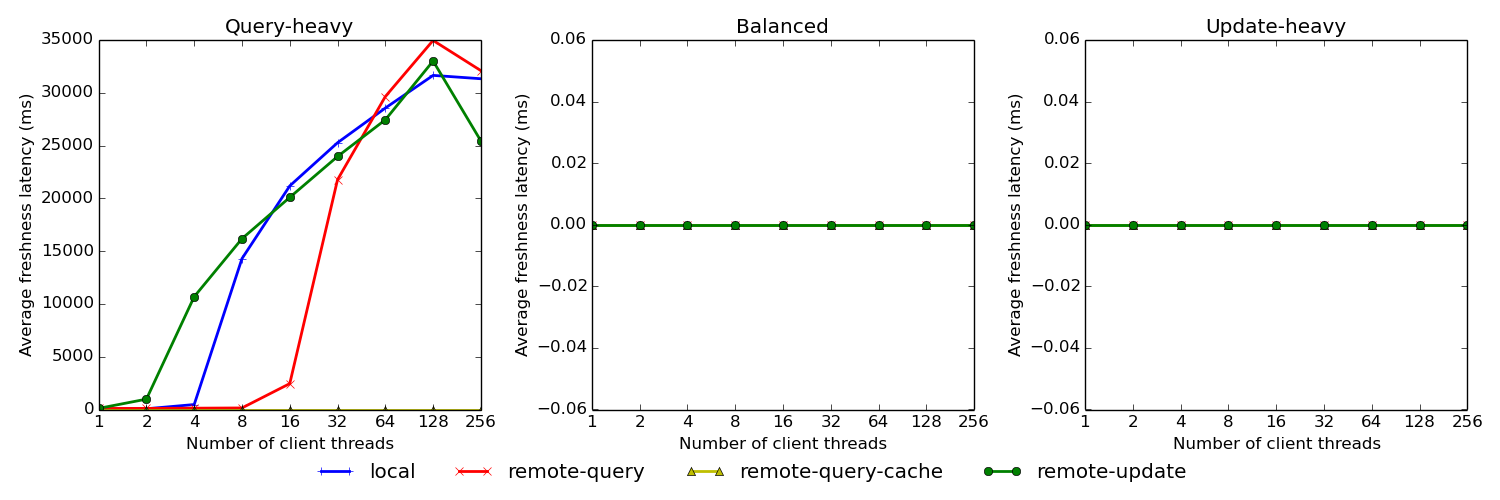 Query-heavy
35000
30000
25000
20000
15000
10000
5000
0
Average freshness latency (ms)
1 2 4 8 16 32 64 128 256
Number of client threads
Balanced
0.06
0.04
0.02
0.00
−0.02
−0.04
−0.06
Average freshness latency (ms)
1 2 4 8 16 32 64 128 256
Number of client threads
Update-heavy
0.06
0.04
0.02
0.00
−0.02
−0.04
−0.06
Average freshness latency (ms)
1 2 4 8 16 32 64 128 256
Number of client threads
local remote-query remote-query-cache remote-update